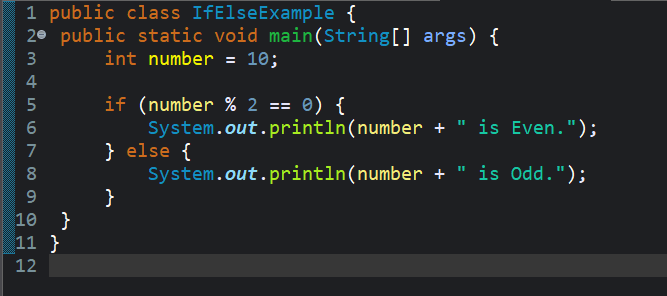 1 public class IfElseExample {
2 public static void main(String[] args) {
3 int number = 10;
4
5 if (number % 2 == 0) {
6 System.out.println(number + " is Even.");
7 } else {
8 System.out.println(number + " is Odd.");
9 }
10 }
11 }
12